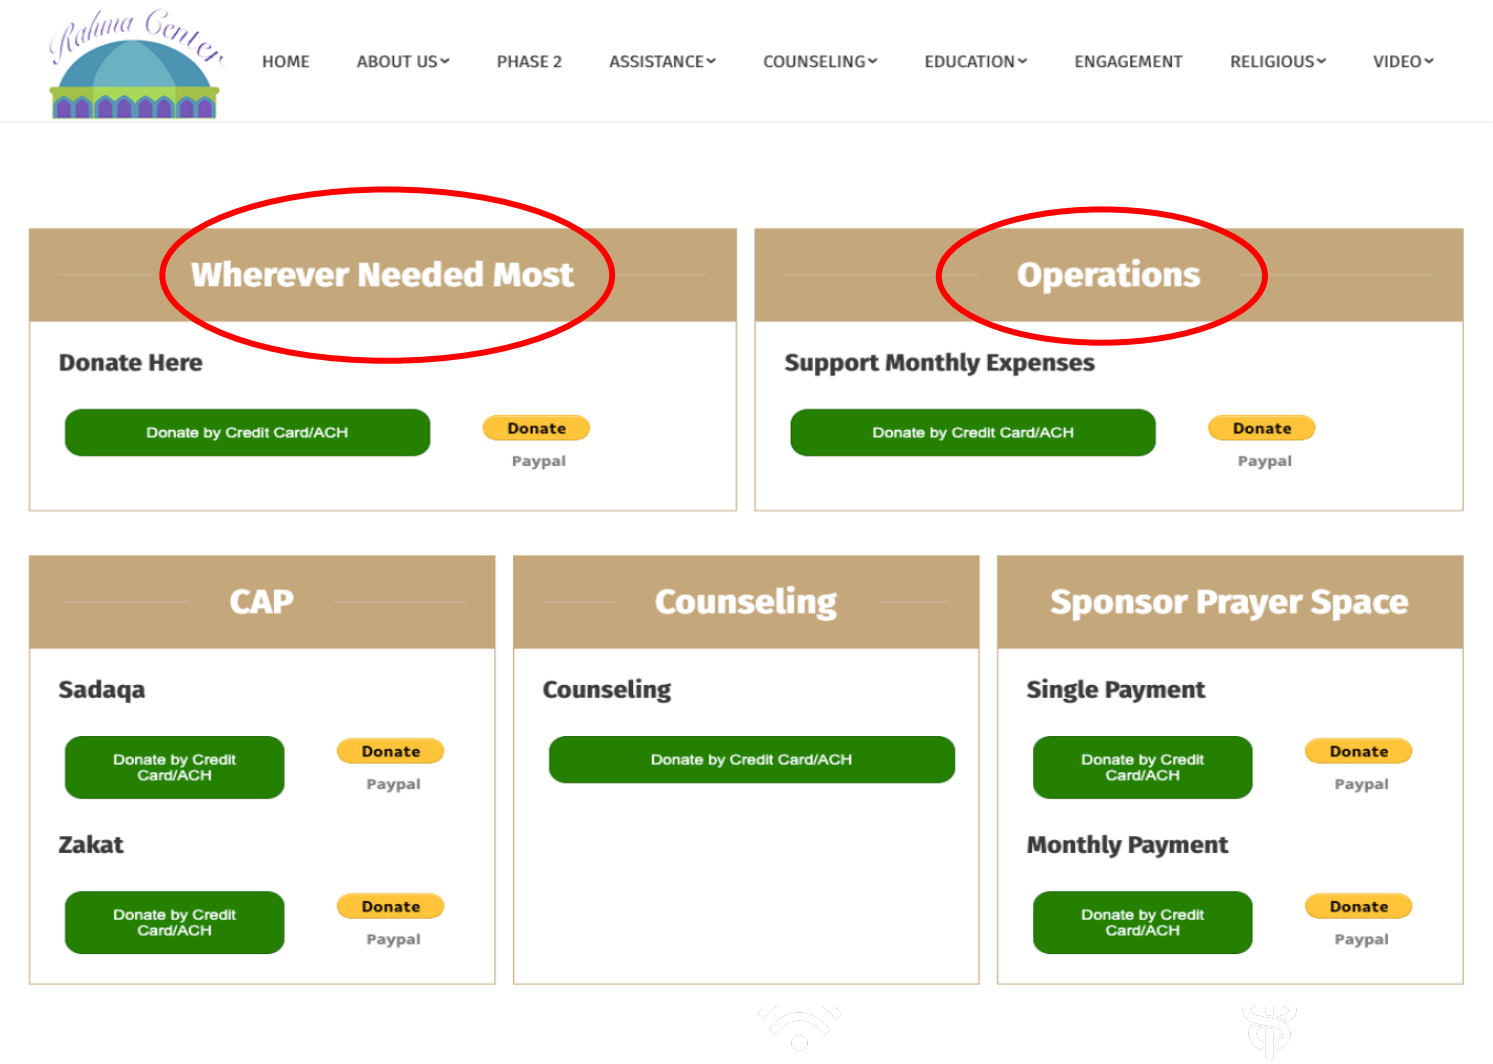 Rahma Center
HOME ABOUT US PHASE 2 ASSISTANCE COUNSELING EDUCATION ENGAGEMENT RELIGIOUS VIDEO
Wherever Needed Most
Donate Here
Donate by Credit Card/ACH
Donate
Paypal
Operations
Support Monthly Expenses
Donate by Credit Card/ACH
Donate
Paypal
CAP
Sadaqa
Donate by Credit
Card/ACH
Donate
Paypal
Zakat
Donate by Credit
Card/ACH
Donate
Paypal
Counseling
Counseling
Donate by Credit Card/ACH
Sponsor Prayer Space
Single Payment
Donate by Credit
Card/ACH
Donate
Paypal
Monthly Payment
Donate by Credit
Card/ACH
Donate
Paypal